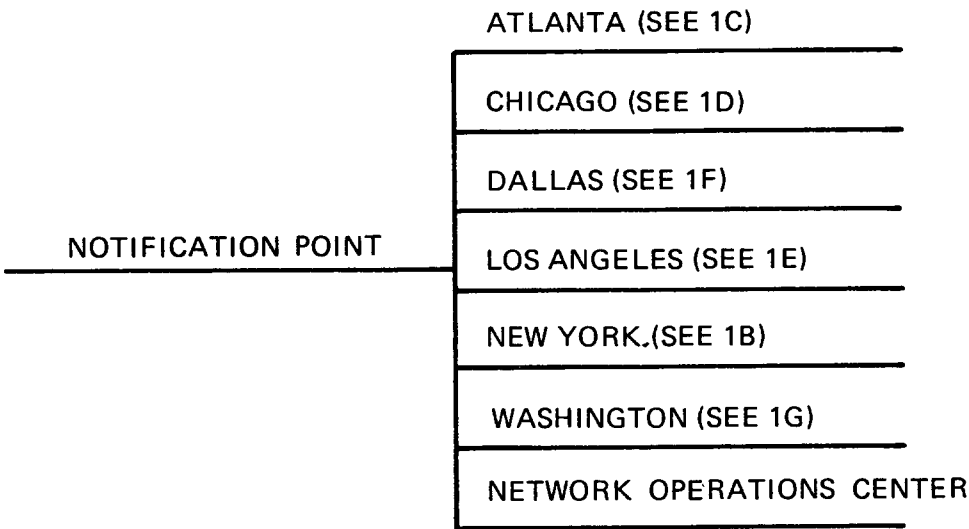 ATLANTA (SEE 1C)
CHICAGO (SEE 1D)
DALLAS (SEE 1F)
NOTIFICATION POINT
LOS ANGELES (SEE 1E)
NEW YORK.(SEE 1B)
WASHINGTON (SEE 1G)
NETWORK OPERATIONS CENTER